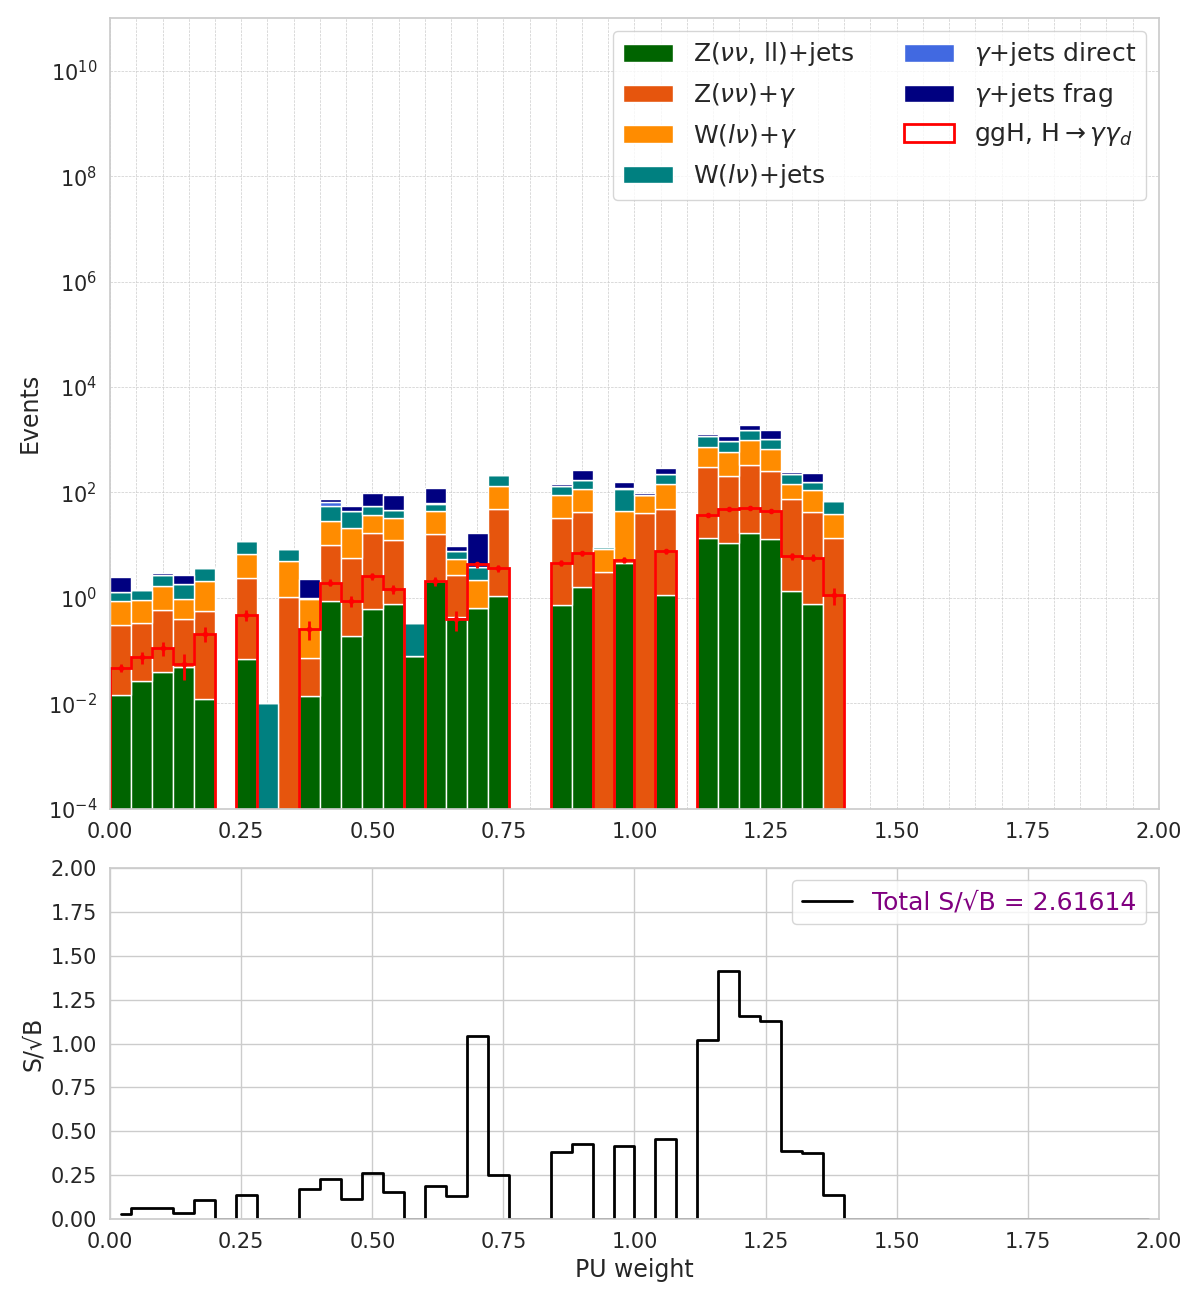 Z(νν, ll)+jets
Z(νν)+γ
W(lν)+γ
W(lν)+jets
γ+jets direct
γ+jets frag
ggH, H→γγ_d
Events
10^10
10^8
10^6
10^4
10^2
10^0
10^−2
10^−4
0.00 0.25 0.50 0.75 1.00 1.25 1.50 1.75 2.00
Total S/√B = 2.61614
S/√B
2.00
1.75
1.50
1.25
1.00
0.75
0.50
0.25
0.00
0.00 0.25 0.50 0.75 1.00 1.25 1.50 1.75 2.00
PU weight